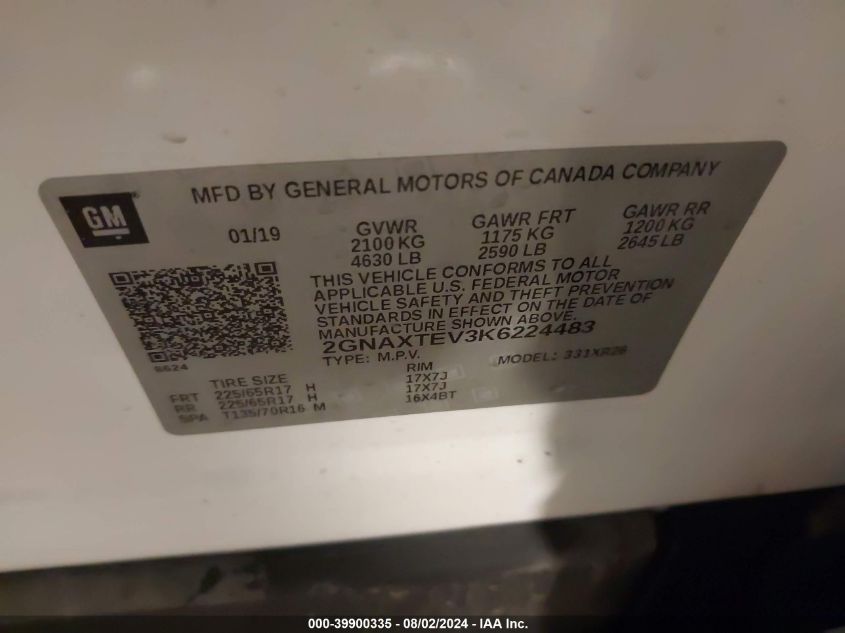 GM
MFD BY GENERAL MOTORS OF CANADA COMPANY
01/19 GVWR GAWR FRT GAWR RR
2100 KG 1175 KG 1200 KG
4630 LB 2590 LB 2645 LB
THIS VEHICLE CONFORMS TO ALL
APPLICABLE U.S. FEDERAL MOTOR
VEHICLE SAFETY AND THEFT PREVENTION
STANDARDS IN EFFECT ON THE DATE OF
MANUFACTURE SHOWN ABOVE.
2GNAXTEV3K6224483
TYPE: M.P.V. MODEL: 331XR26
8624
TIRE SIZE RIM
FRT 225/65R17 H 17X7J
RR 225/65R17 H 17X7J
SPA T135/70R16 M 16X4BT
000-39900335 - 08/02/2024 - IAA Inc.